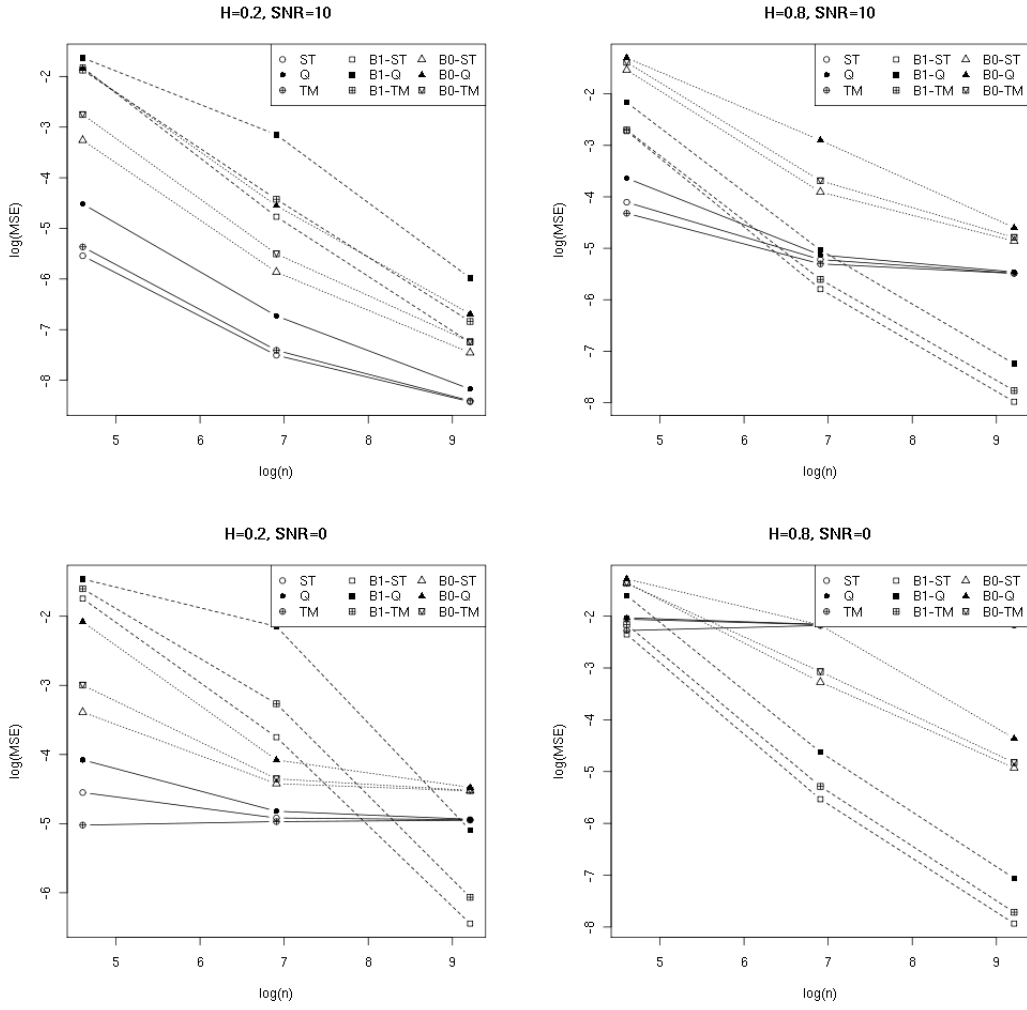 H=0.2, SNR=10
ST B1-ST B0-ST
Q B1-Q B0-Q
TM B1-TM B0-TM
log(MSE)
-2
-3
-4
-5
-6
-7
-8
5 6 7 8 9
log(n)
H=0.8, SNR=10
ST B1-ST B0-ST
Q B1-Q B0-Q
TM B1-TM B0-TM
log(MSE)
-2
-3
-4
-5
-6
-7
-8
5 6 7 8 9
log(n)
H=0.2, SNR=0
ST B1-ST B0-ST
Q B1-Q B0-Q
TM B1-TM B0-TM
log(MSE)
-2
-3
-4
-5
-6
5 6 7 8 9
log(n)
H=0.8, SNR=0
ST B1-ST B0-ST
Q B1-Q B0-Q
TM B1-TM B0-TM
log(MSE)
-2
-3
-4
-5
-6
-7
-8
5 6 7 8 9
log(n)